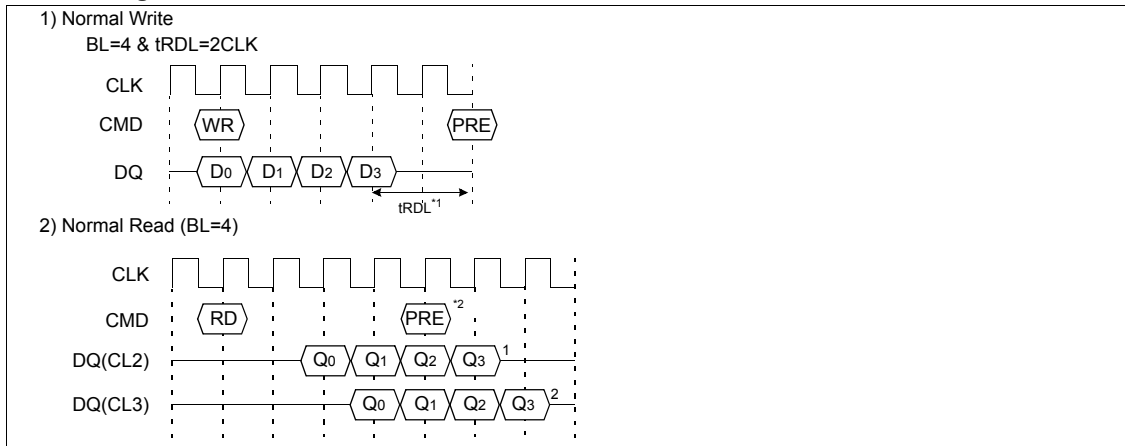 1) Normal Write
BL=4 & tRDL=2CLK
CLK
CMD WR PRE
DQ D0 D1 D2 D3
tRDL*1
2) Normal Read (BL=4)
CLK
CMD RD PRE *2
DQ(CL2) Q0 Q1 Q2 Q3 1
DQ(CL3) Q0 Q1 Q2 Q3 2